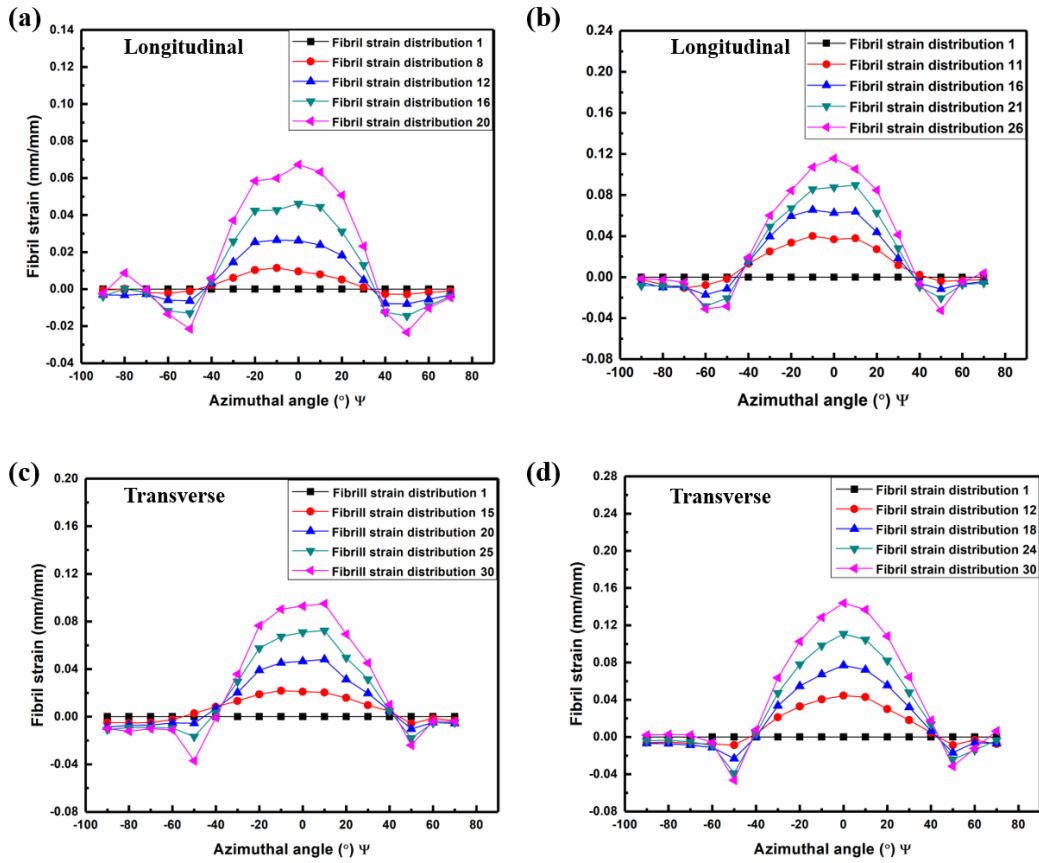 (a)
0.14
0.12
0.10
0.08
0.06
0.04
0.02
0.00
-0.02
-0.04
Fibril strain (mm/mm)
Longitudinal
Fibril strain distribution 1
Fibril strain distribution 8
Fibril strain distribution 12
Fibril strain distribution 16
Fibril strain distribution 20
-100 -80 -60 -40 -20 0 20 40 60 80
Azimuthal angle (°) Ψ
(b)
0.24
0.20
0.16
0.12
0.08
0.04
0.00
-0.04
-0.08
Fibril strain (mm/mm)
Longitudinal
Fibril strain distribution 1
Fibril strain distribution 11
Fibril strain distribution 16
Fibril strain distribution 21
Fibril strain distribution 26
-100 -80 -60 -40 -20 0 20 40 60 80
Azimuthal angle (°) Ψ
(c)
0.20
0.16
0.12
0.08
0.04
0.00
-0.04
-0.08
Fibril strain (mm/mm)
Transverse
Fibrill strain distribution 1
Fibrill strain distribution 15
Fibrill strain distribution 20
Fibrill strain distribution 25
Fibrill strain distribution 30
-100 -80 -60 -40 -20 0 20 40 60 80
Azimuthal angle (°) Ψ
(d)
0.28
0.24
0.20
0.16
0.12
0.08
0.04
0.00
-0.04
-0.08
Fibril strain (mm/mm)
Transverse
Fibril strain distribution 1
Fibril strain distribution 12
Fibril strain distribution 18
Fibril strain distribution 24
Fibril strain distribution 30
-100 -80 -60 -40 -20 0 20 40 60 80
Azimuthal angle (°) Ψ